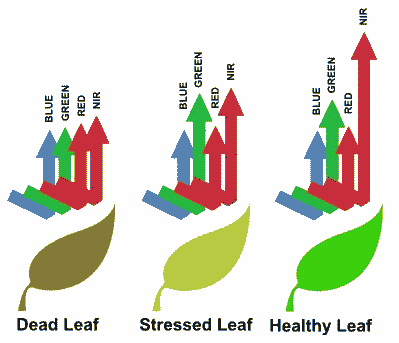 BLUE
GREEN
RED
NIR
BLUE
GREEN
RED
NIR
BLUE
GREEN
RED
NIR
Dead Leaf
Stressed Leaf
Healthy Leaf